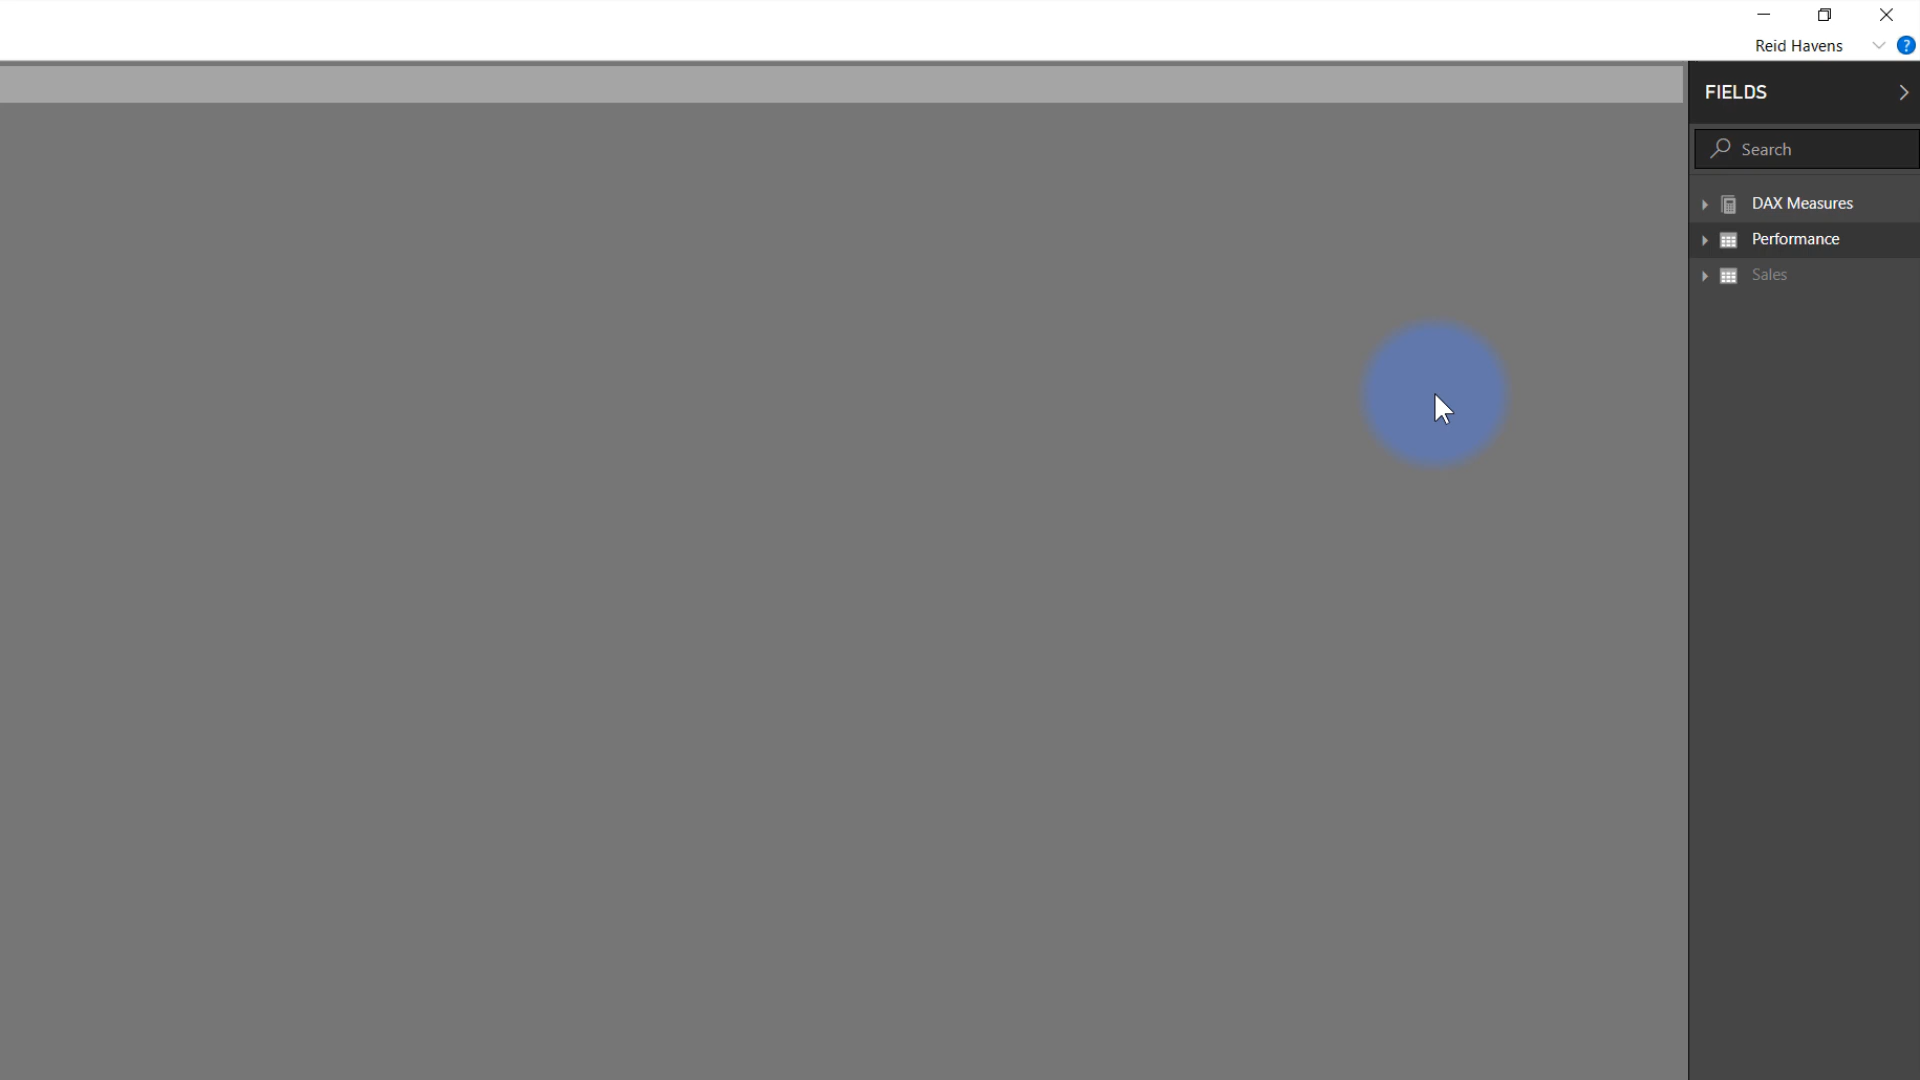 Reid Havens
?
FIELDS
Search
DAX Measures
Performance
Sales